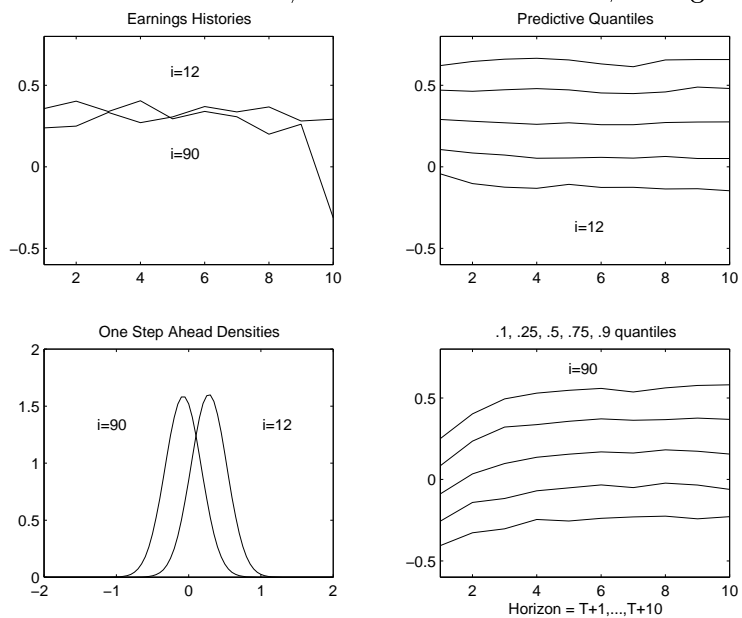 Earnings Histories
i=12
i=90
0.5
0
−0.5
2 4 6 8 10
Predictive Quantiles
i=12
0.5
0
−0.5
2 4 6 8 10
One Step Ahead Densities
i=90
i=12
2
1.5
1
0.5
0
−2 −1 0 1 2
.1, .25, .5, .75, .9 quantiles
i=90
0.5
0
−0.5
2 4 6 8 10
Horizon = T+1,...,T+10